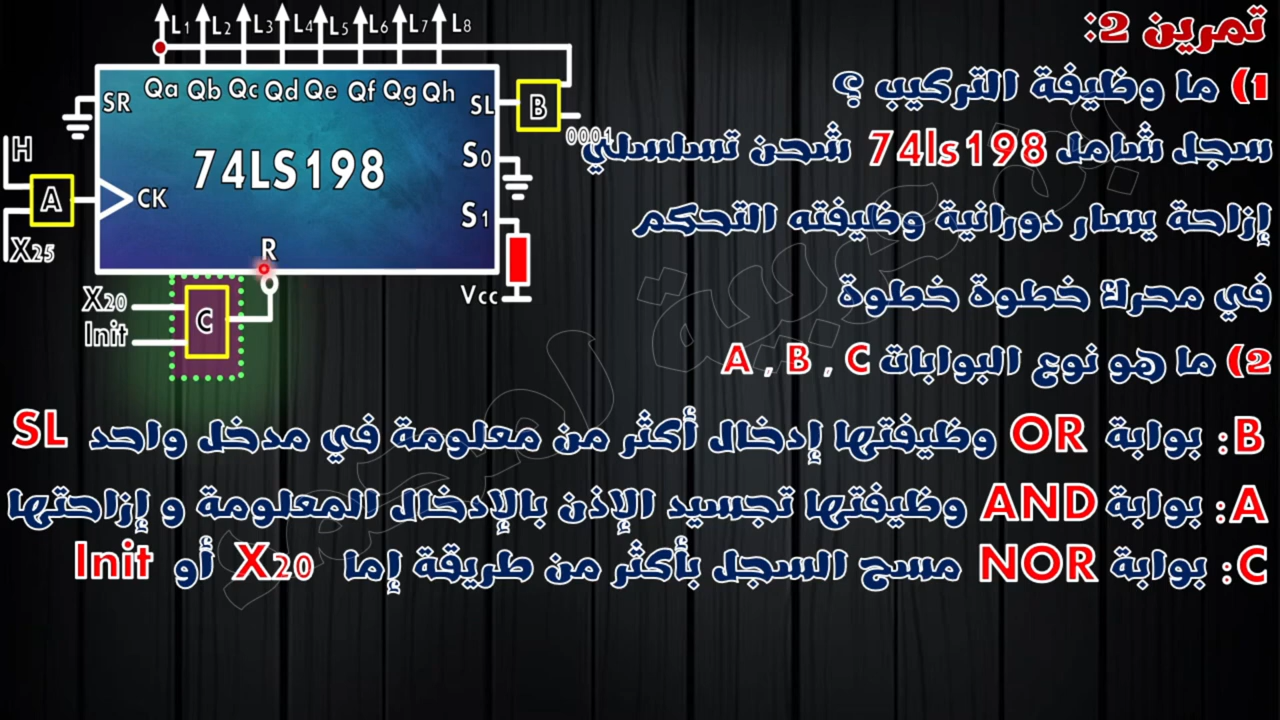 تمرين 2:
1) ما وظيفة التركيب ؟
سجل شامل 74ls198 شحن تسلسلي
إزاحة يسار دورانية وظيفته التحكم
في محرك خطوة خطوة
2) ما هو نوع البوابات A , B , C
B: بوابة OR وظيفتها إدخال أكثر من معلومة في مدخل واحد SL
A: بوابة AND وظيفتها تجسيد الإذن بالإدخال المعلومة و إزاحتها
C: بوابة NOR مسح السجل بأكثر من طريقة إما X20 أو Init
L1 L2 L3 L4 L5 L6 L7 L8
Qa Qb Qc Qd Qe Qf Qg Qh
SR
SL
B
0001
H
A
X25
CK
74LS198
S0
S1
R
Vcc
X20
Init
C